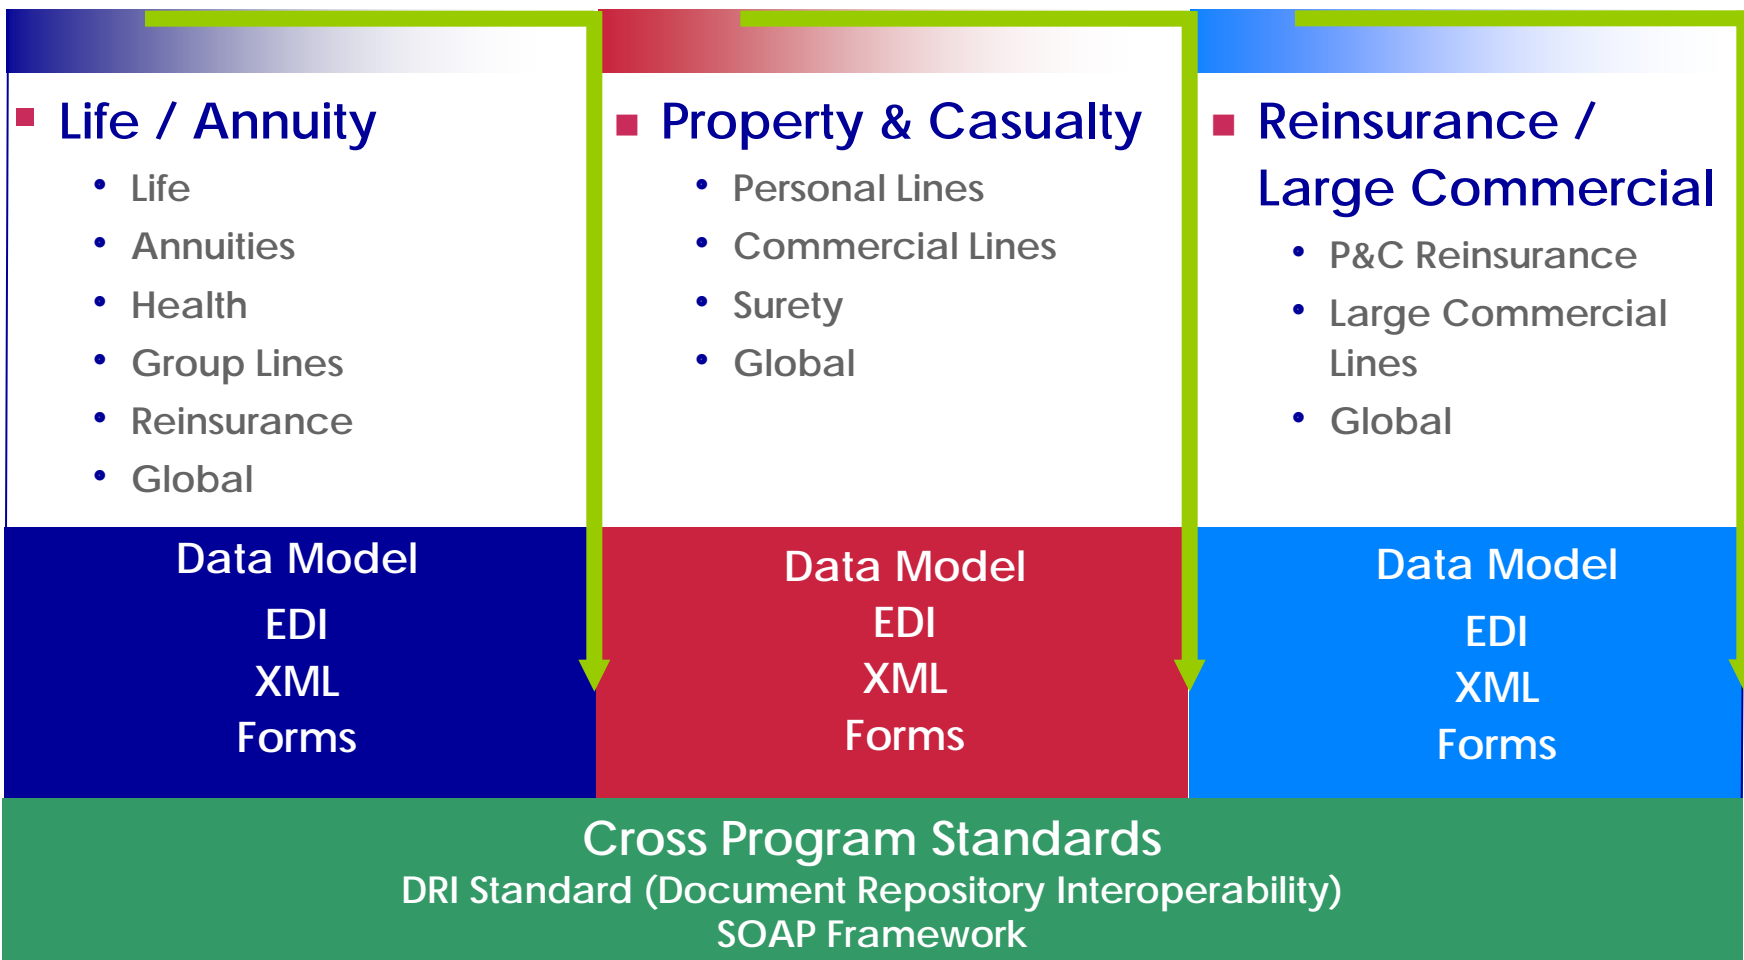 Life / Annuity
Life
Annuities
Health
Group Lines
Reinsurance
Global
Data Model
EDI
XML
Forms
Property & Casualty
Personal Lines
Commercial Lines
Surety
Global
Data Model
EDI
XML
Forms
Reinsurance /
Large Commercial
P&C Reinsurance
Large Commercial
Lines
Global
Data Model
EDI
XML
Forms
Cross Program Standards
DRI Standard (Document Repository Interoperability)
SOAP Framework